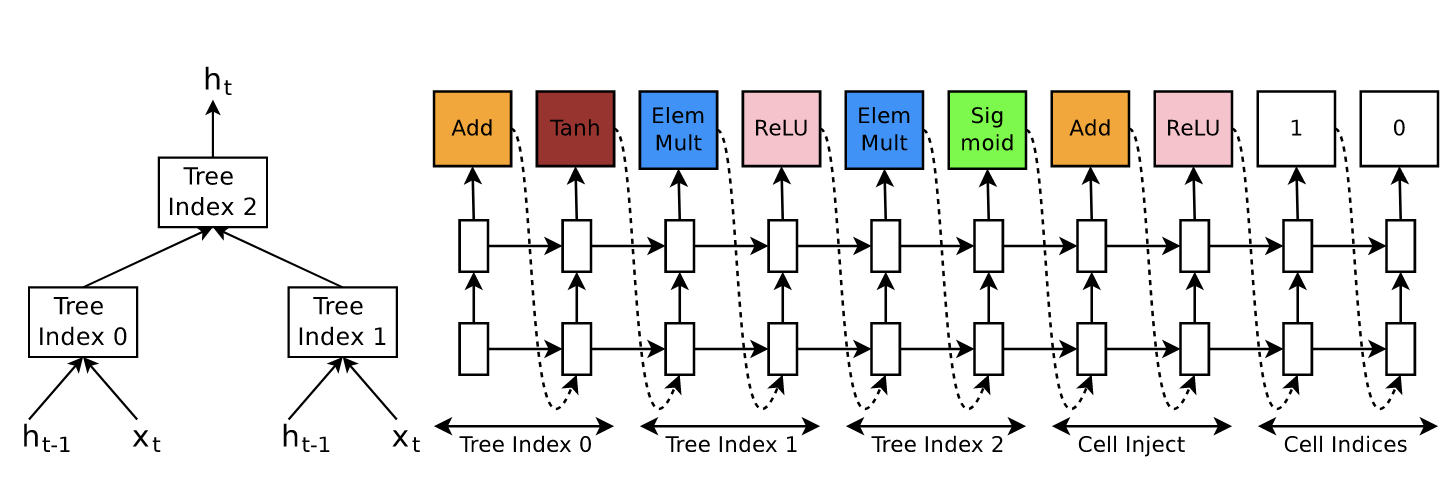 h_t
Tree
Index 2
Tree
Index 0
Tree
Index 1
h_{t-1}
x_t
h_{t-1}
x_t
Add
Tanh
Elem
Mult
ReLU
Elem
Mult
Sig
moid
Add
ReLU
1
0
Tree Index 0
Tree Index 1
Tree Index 2
Cell Inject
Cell Indices